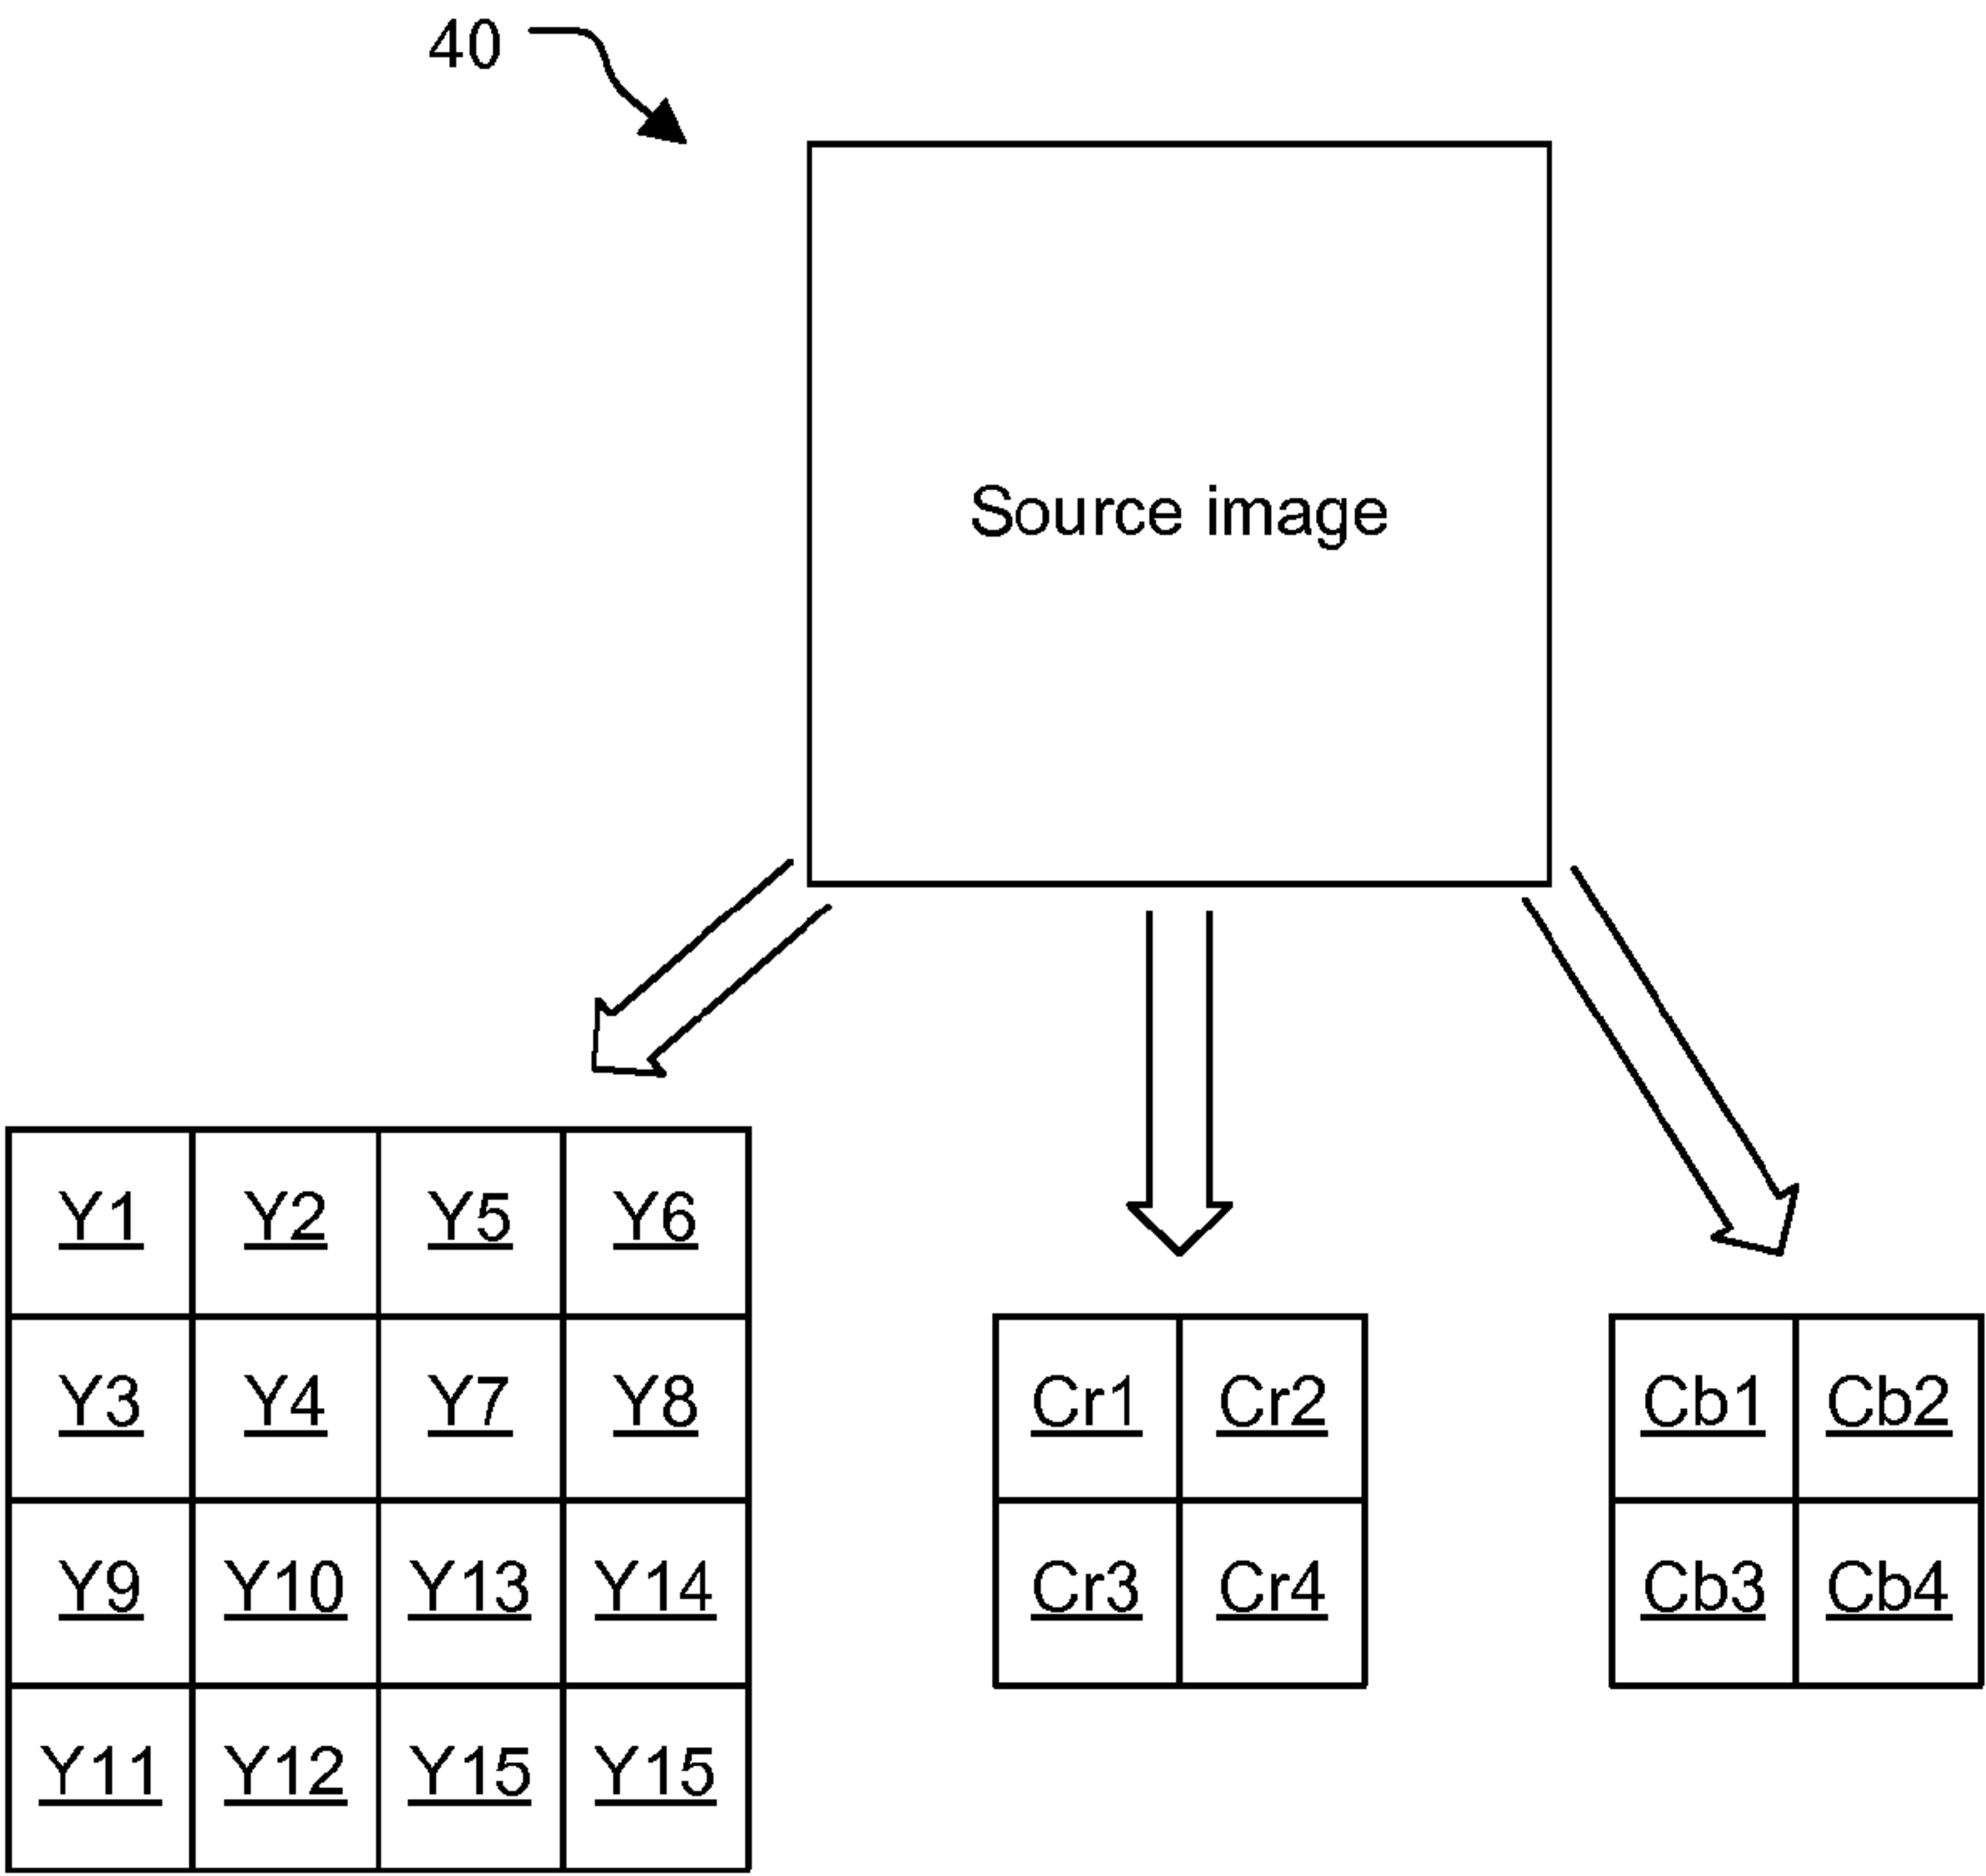 40
Source image
Y1 Y2 Y5 Y6
Y3 Y4 Y7 Y8
Y9 Y10 Y13 Y14
Y11 Y12 Y15 Y15
Cr1 Cr2
Cr3 Cr4
Cb1 Cb2
Cb3 Cb4